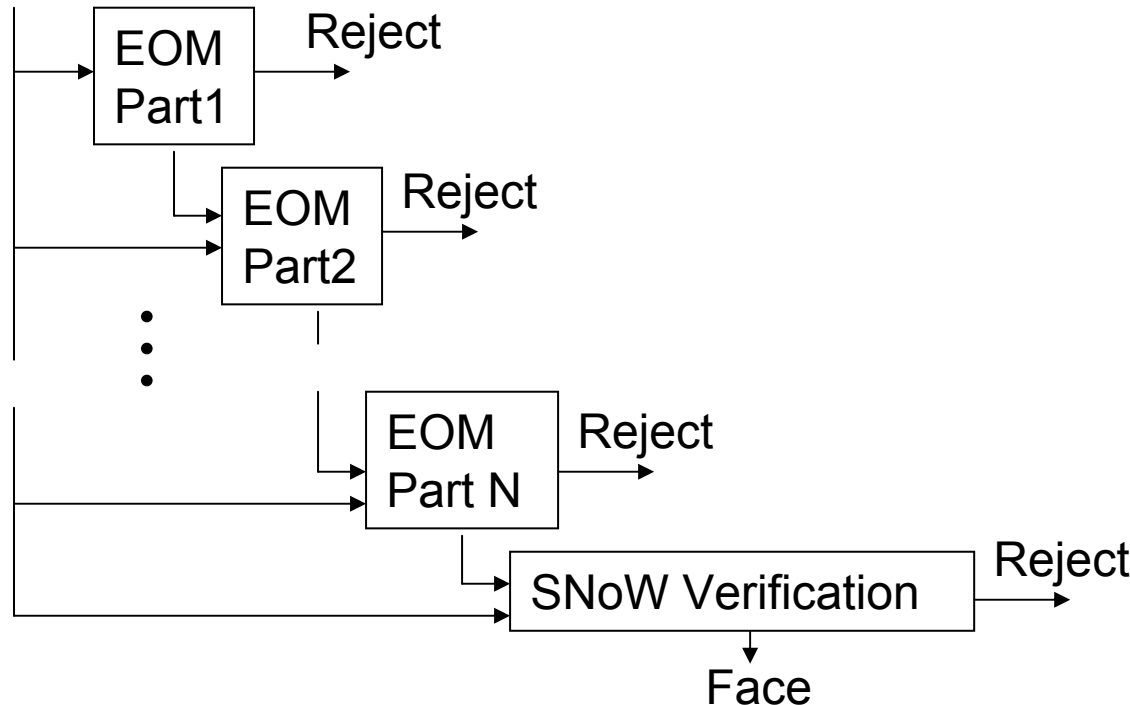 EOM
Part1
Reject
EOM
Part2
Reject
EOM
Part N
Reject
SNoW Verification
Reject
Face